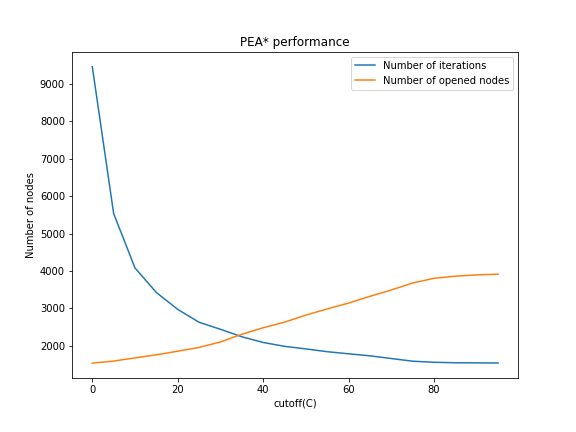 PEA* performance
Number of iterations
Number of opened nodes
Number of nodes
9000
8000
7000
6000
5000
4000
3000
2000
0 20 40 60 80
cutoff(C)